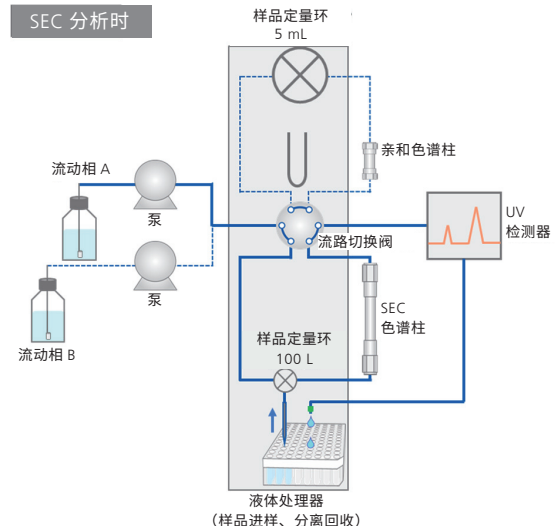 SEC 分析时
样品定量环
5 mL
亲和色谱柱
流动相 A
泵
UV
检测器
流路切换阀
泵
SEC
色谱柱
样品定量环
100 L
流动相 B
液体处理器
（样品进样、分离回收）